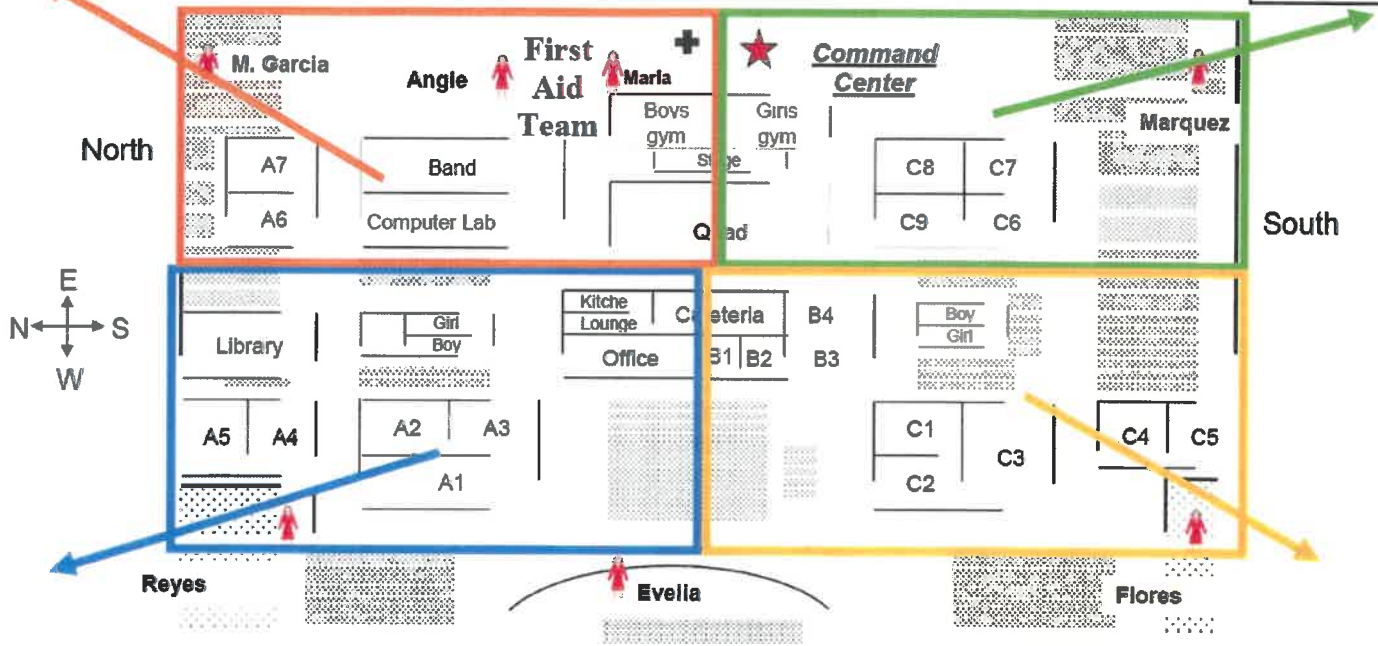 M. Garcia
Angle
First
Aid
Team
Maria
Command
Center
Marquez
North
South
Boys
gym
Girls
gym
Stage
A7
Band
A6
Computer Lab
Quad
C8
C7
C9
C6
E
N
S
W
Library
Girl
Boy
Kitche
Lounge
Office
Cafeteria
B1
B2
B4
B3
Boy
Girl
A5
A4
A2
A3
A1
C1
C2
C3
C4
C5
Reyes
Evelia
Flores